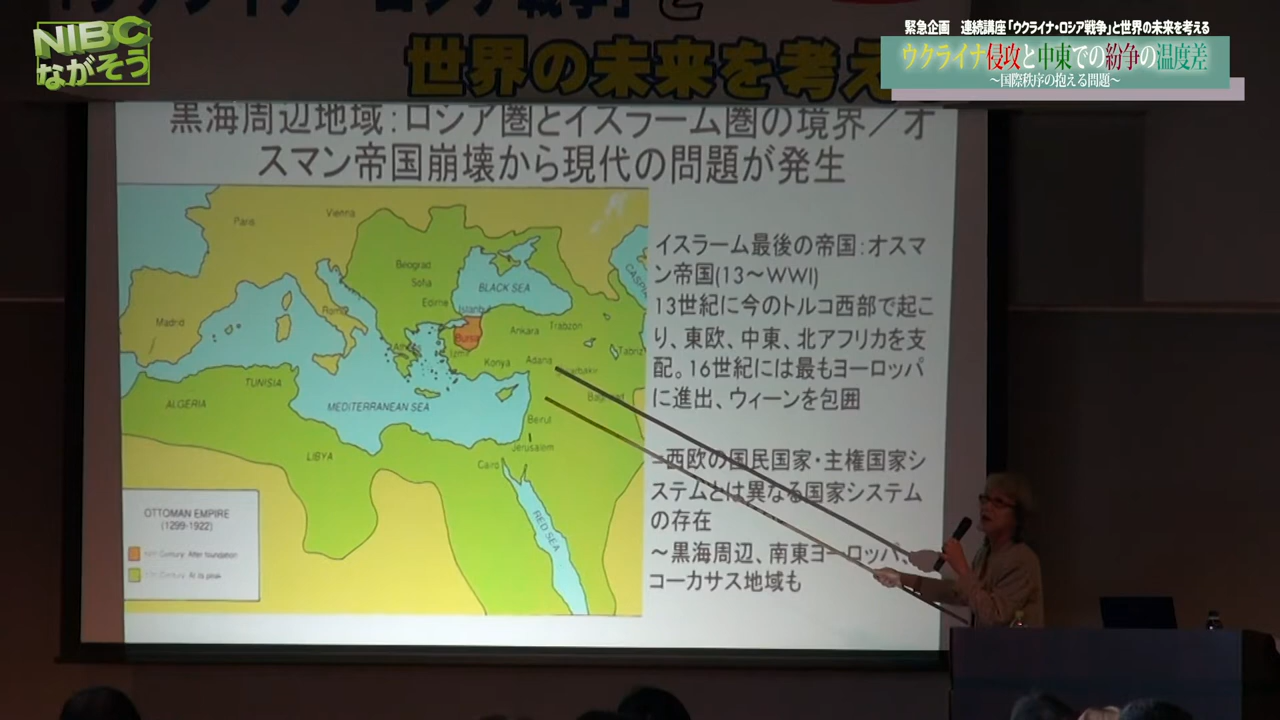 NIBC
ながそう
緊急企画 連続講座「ウクライナ・ロシア戦争」と世界の未来を考える
ウクライナ侵攻と中東での紛争の温度差
～国際秩序の抱える問題～
世界の未来を考え
黒海周辺地域：ロシア圏とイスラーム圏の境界／オ
スマン帝国崩壊から現代の問題が発生
イスラーム最後の帝国：オスマ
ン帝国(13～WWI)
13世紀に今のトルコ西部で起こ
り、東欧、中東、北アフリカを支
配。16世紀には最もヨーロッパ
に進出、ウィーンを包囲
–西欧の国民国家・主権国家シ
ステムとは異なる国家システム
の存在
～黒海周辺、南東ヨーロッパ、
コーカサス地域も
Paris
Vienna
Beograd
Sofia
BLACK SEA
Edirne
Istanbul
Rome
Madrid
Bursa
Ankara
Trabzon
Izmir
Konya
Adana
Tabriz
TUNISIA
ALGERIA
MEDITERRANEAN SEA
Beirut
Jerusalem
LIBYA
Cairo
RED SEA
OTTOMAN EMPIRE
(1299-1922)
Century: After foundation
Century: At its peak